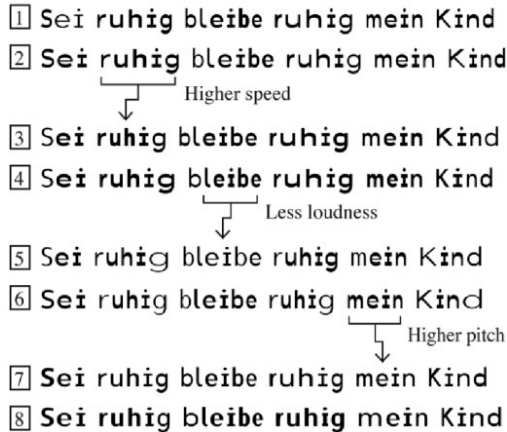 1 Sei ruhig bleibe ruhig mein Kind
2 Sei ruhig bleibe ruhig mein Kind
Higher speed
3 Sei ruhig bleibe ruhig mein Kind
4 Sei ruhig bleibe ruhig mein Kind
Less loudness
5 Sei ruhig bleibe ruhig mein Kind
6 Sei ruhig bleibe ruhig mein Kind
Higher pitch
7 Sei ruhig bleibe ruhig mein Kind
8 Sei ruhig bleibe ruhig mein Kind